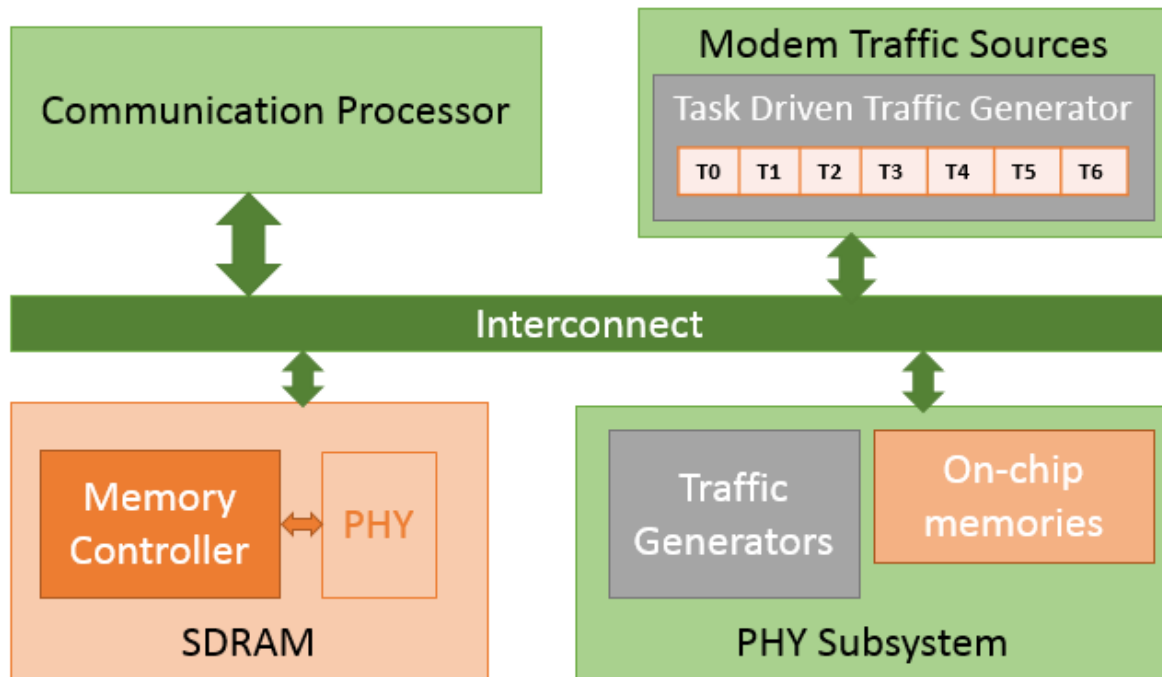 Communication Processor
Modem Traffic Sources
Task Driven Traffic Generator
T0 T1 T2 T3 T4 T5 T6
Interconnect
Memory
Controller
PHY
SDRAM
Traffic
Generators
On-chip
memories
PHY Subsystem